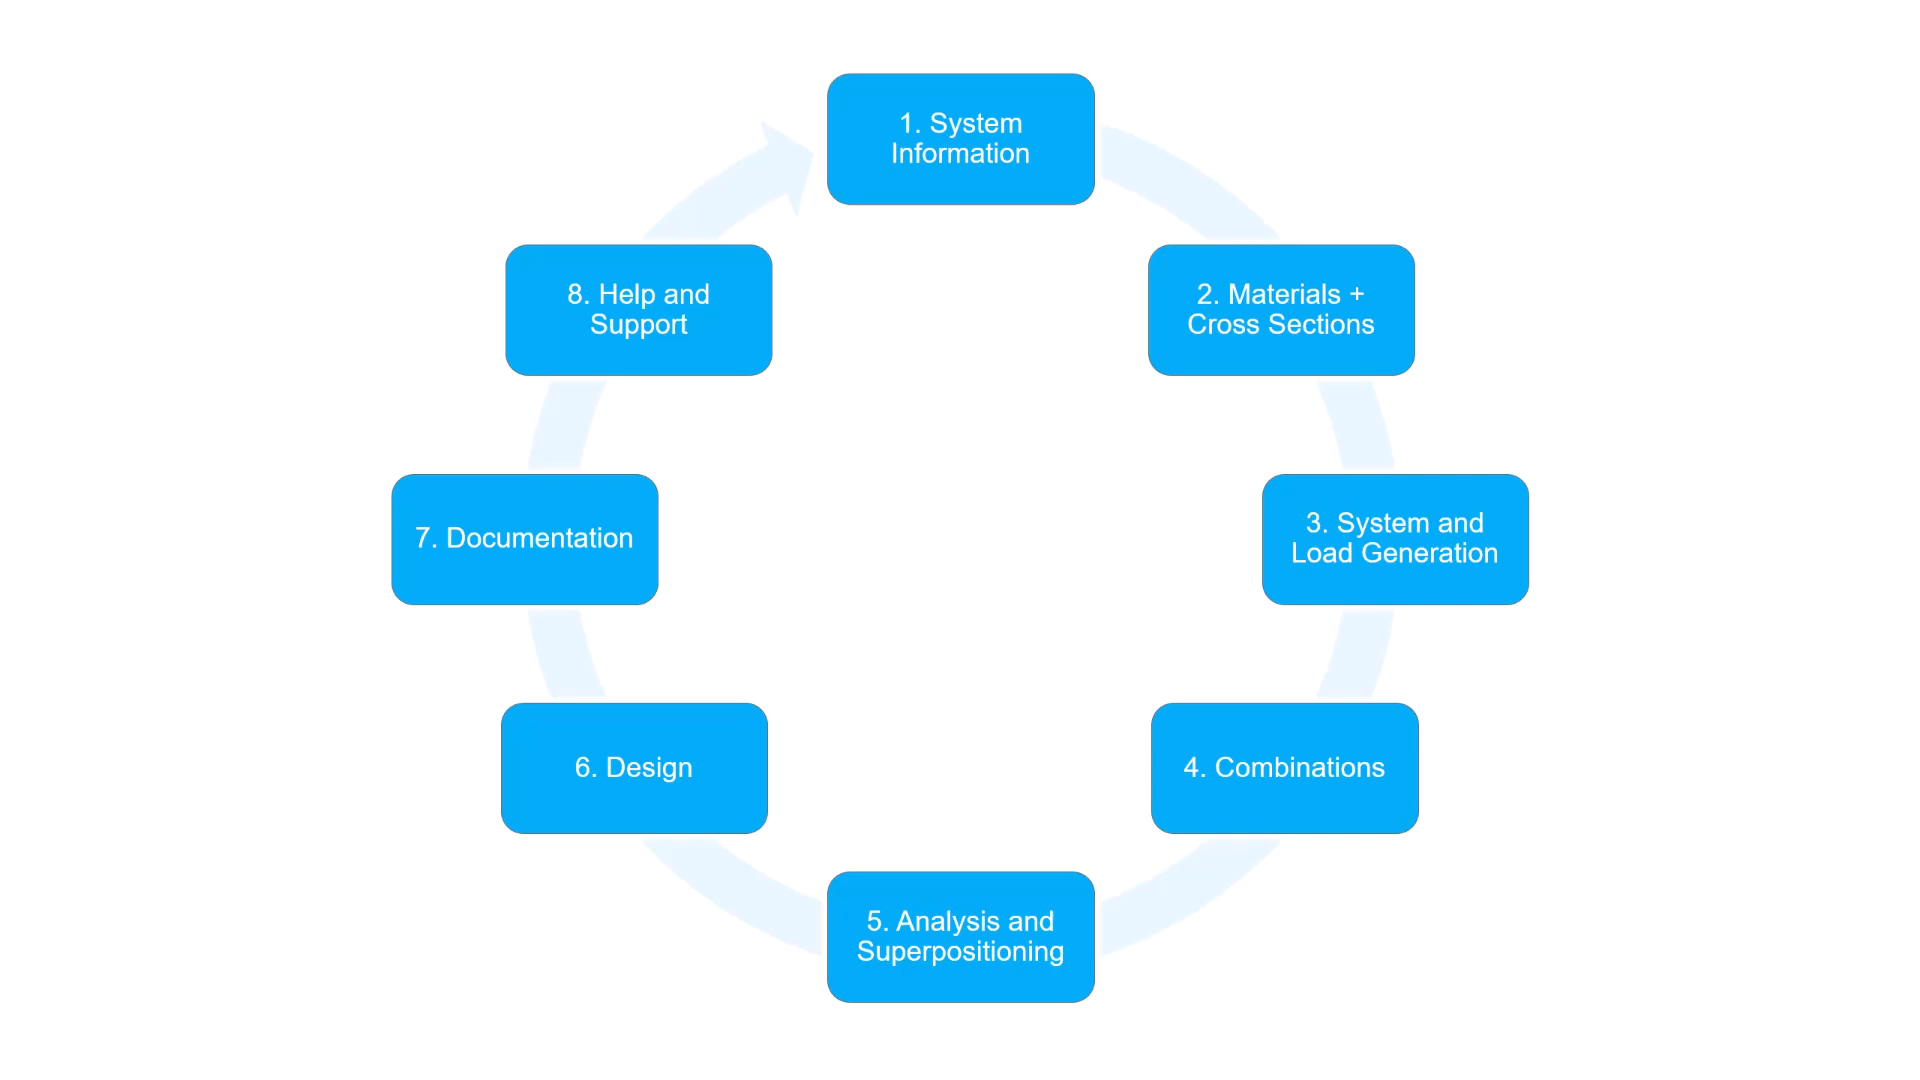 1. System
Information
2. Materials +
Cross Sections
3. System and
Load Generation
4. Combinations
5. Analysis and
Superpositioning
6. Design
7. Documentation
8. Help and
Support